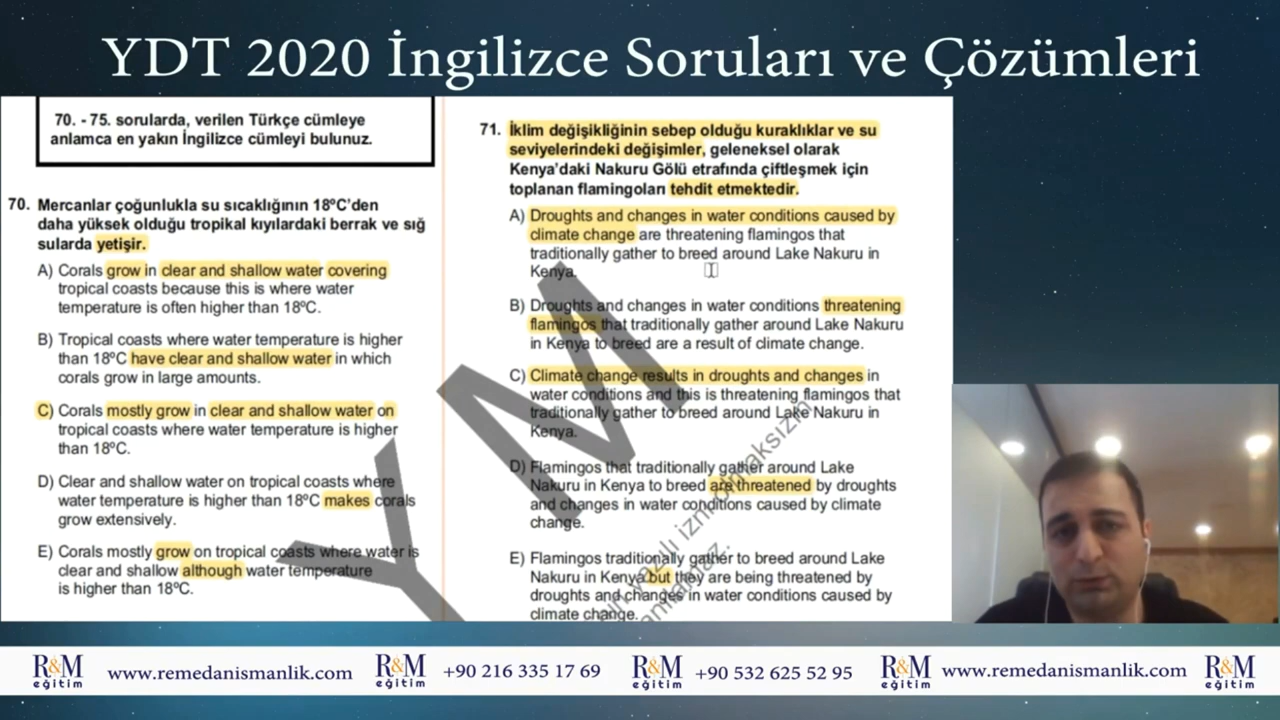 YDT 2020 İngilizce Soruları ve Çözümleri
70. - 75. sorularda, verilen Türkçe cümleye
anlamca en yakın İngilizce cümleyi bulunuz.
70. Mercanlar çoğunlukla su sıcaklığının 18ºC'den
daha yüksek olduğu tropikal kıyılardaki berrak ve sığ
sularda yetişir.
A) Corals grow in clear and shallow water covering
tropical coasts because this is where water
temperature is often higher than 18ºC.
B) Tropical coasts where water temperature is higher
than 18ºC have clear and shallow water in which
corals grow in large amounts.
C) Corals mostly grow in clear and shallow water on
tropical coasts where water temperature is higher
than 18ºC.
D) Clear and shallow water on tropical coasts where
water temperature is higher than 18ºC makes corals
grow extensively.
E) Corals mostly grow on tropical coasts where water is
clear and shallow although water temperature
is higher than 18ºC.
71. İklim değişikliğinin sebep olduğu kuraklıklar ve su
seviyelerindeki değişimler, geleneksel olarak
Kenya'daki Nakuru Gölü etrafında çiftleşmek için
toplanan flamingoları tehdit etmektedir.
A) Droughts and changes in water conditions caused by
climate change are threatening flamingos that
traditionally gather to breed around Lake Nakuru in
Kenya.
B) Droughts and changes in water conditions threatening
flamingos that traditionally gather around Lake Nakuru
in Kenya to breed are a result of climate change.
C) Climate change results in droughts and changes in
water conditions and this is threatening flamingos that
traditionally gather to breed around Lake Nakuru in
Kenya.
D) Flamingos that traditionally gather around Lake
Nakuru in Kenya to breed are threatened by droughts
and changes in water conditions caused by climate
change.
E) Flamingos traditionally gather to breed around Lake
Nakuru in Kenya but they are being threatened by
droughts and changes in water conditions caused by
climate change.
YM
yazılı izni olmaksızın
R&M
eğitim
www.remedanismanlik.com
R&M
eğitim
+90 216 335 17 69
R&M
eğitim
+90 532 625 52 95
R&M
eğitim
www.remedanismanlik.com
R&M
eğitim